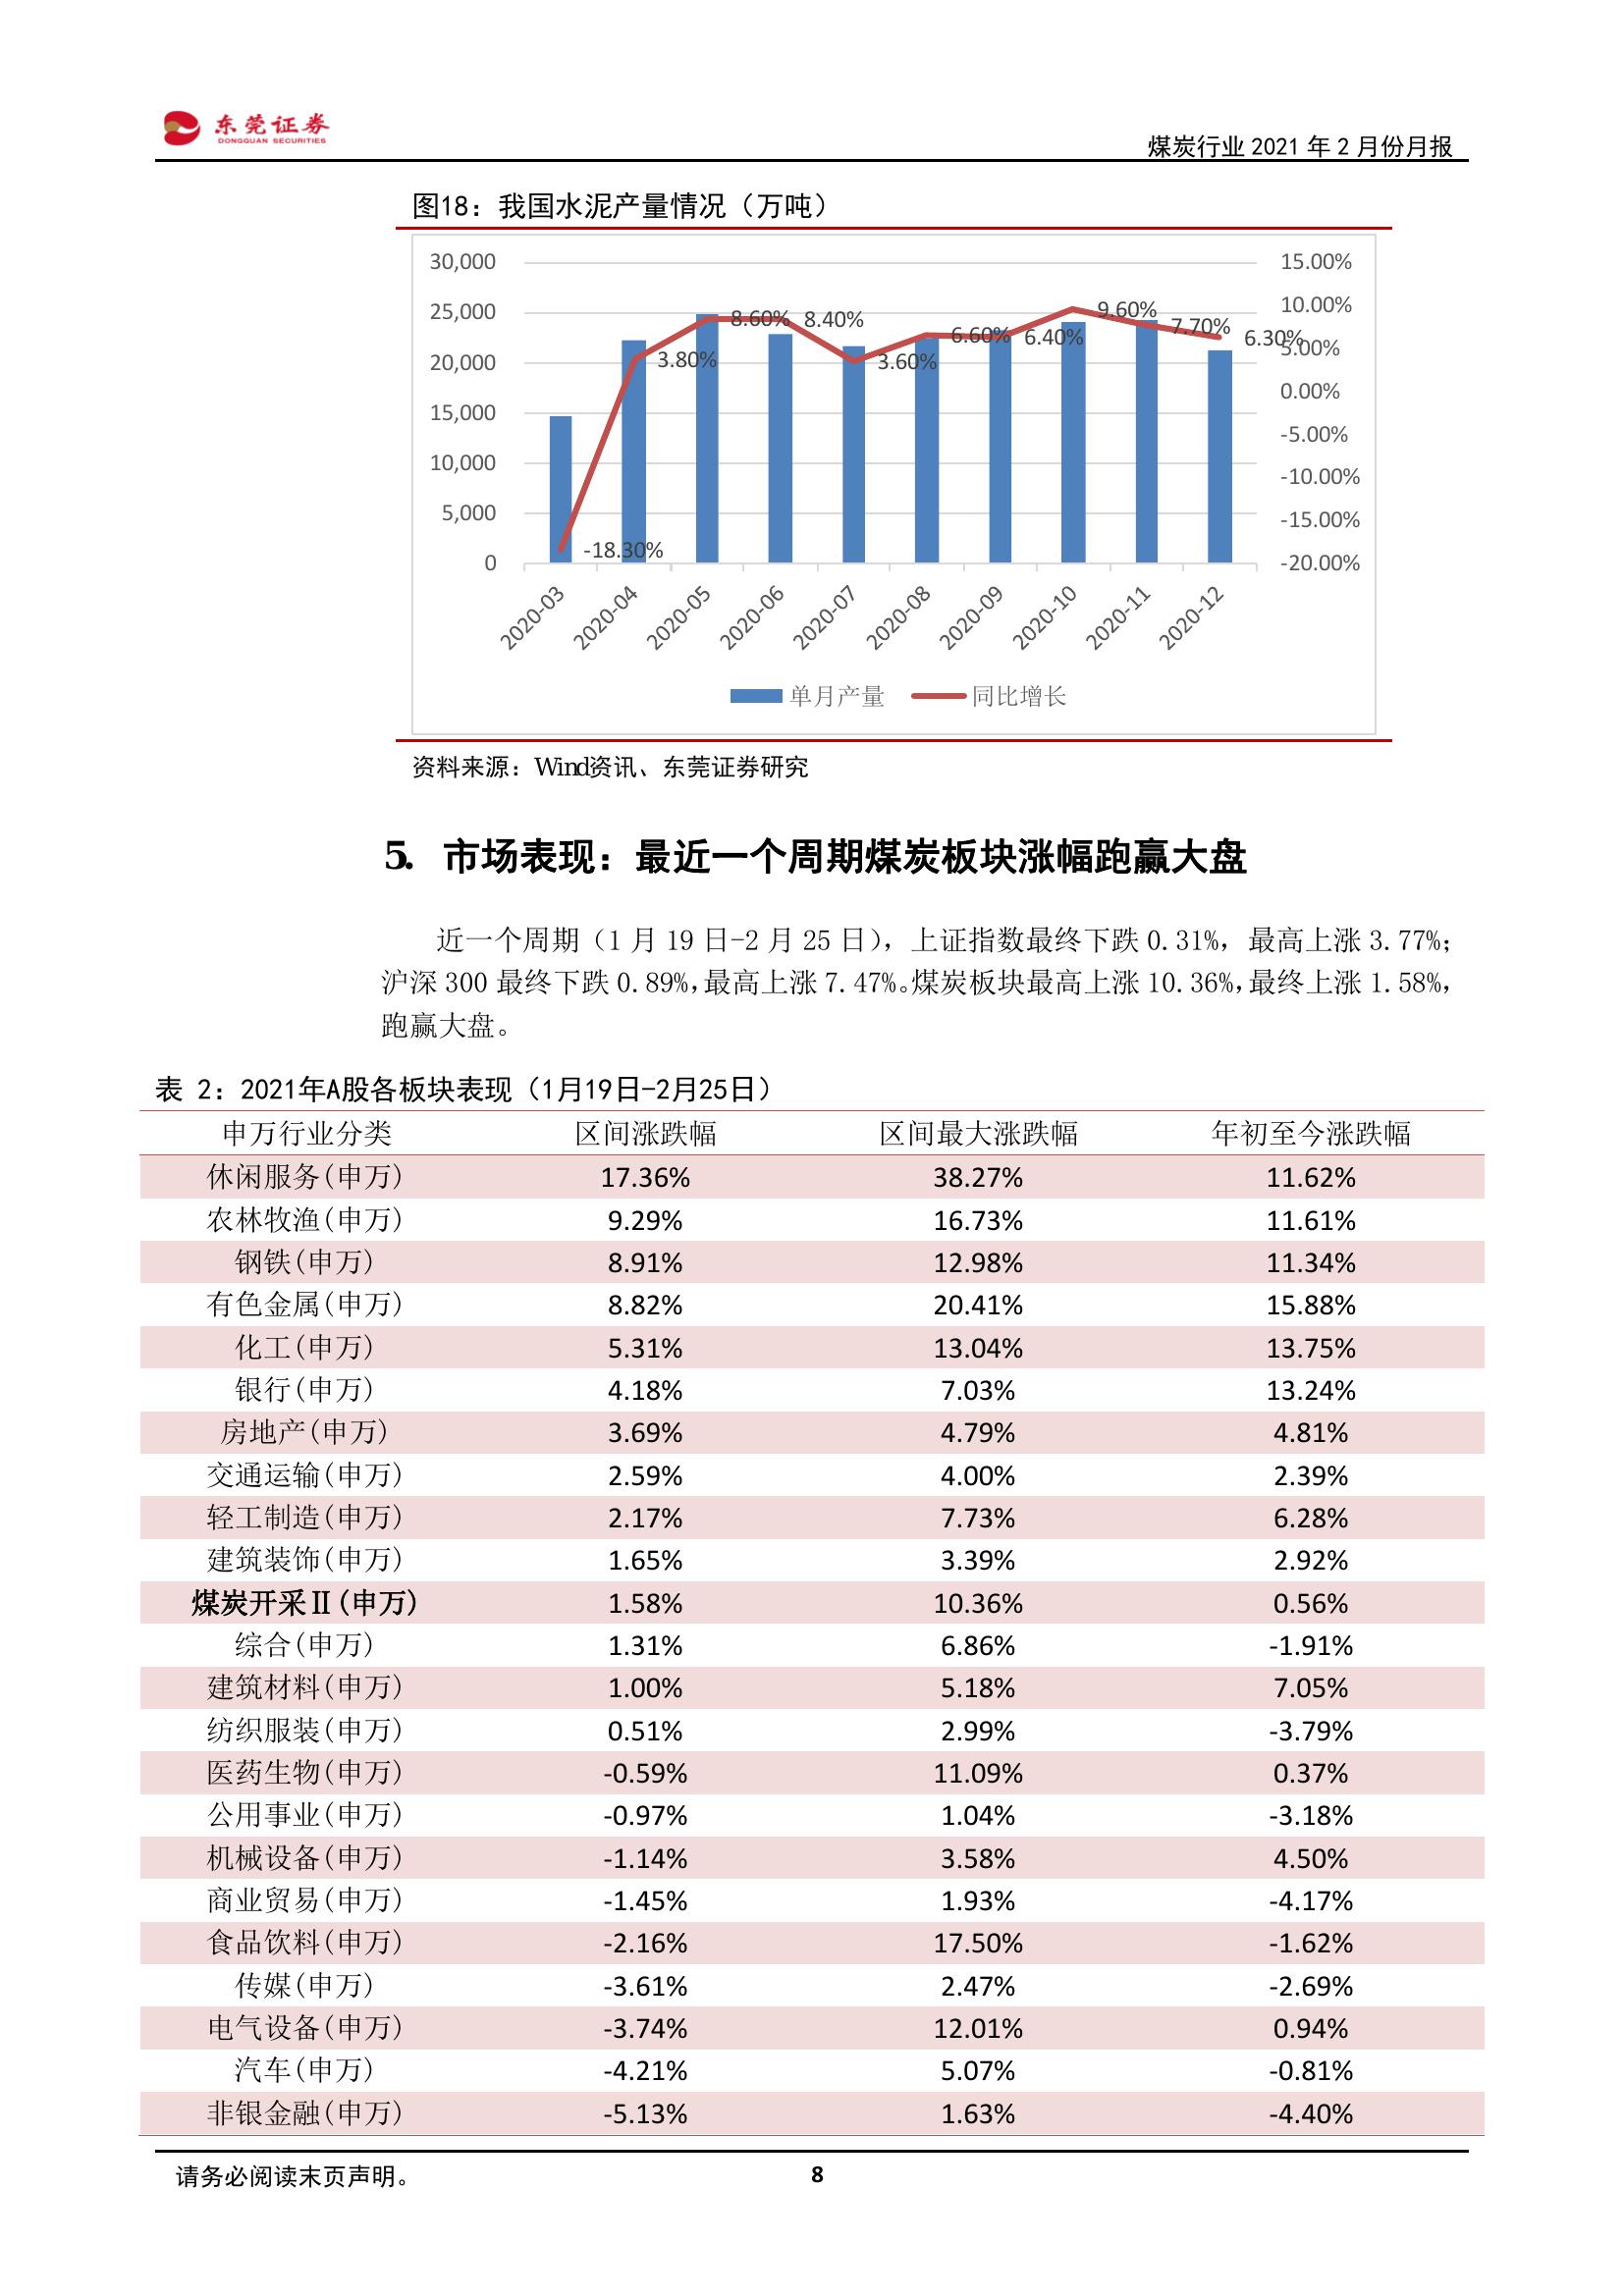 东莞证券
DONGGUAN SECURITIES
煤炭行业 2021 年 2 月份月报
图18：我国水泥产量情况（万吨）
30,000
25,000
20,000
15,000
10,000
5,000
0
15.00%
10.00%
5.00%
0.00%
-5.00%
-10.00%
-15.00%
-20.00%
-18.30%
3.80%
8.60%
8.40%
3.60%
6.60%
6.40%
9.60%
7.70%
6.30%
2020-03
2020-04
2020-05
2020-06
2020-07
2020-08
2020-09
2020-10
2020-11
2020-12
单月产量 同比增长
资料来源：Wind资讯、东莞证券研究
5. 市场表现：最近一个周期煤炭板块涨幅跑赢大盘
近一个周期（1 月 19 日-2 月 25 日），上证指数最终下跌 0.31%，最高上涨 3.77%；
沪深 300 最终下跌 0.89%，最高上涨 7.47%。煤炭板块最高上涨 10.36%，最终上涨 1.58%，
跑赢大盘。
表 2：2021年A股各板块表现（1月19日-2月25日）
申万行业分类 区间涨跌幅 区间最大涨跌幅 年初至今涨跌幅
休闲服务(申万) 17.36% 38.27% 11.62%
农林牧渔(申万) 9.29% 16.73% 11.61%
钢铁(申万) 8.91% 12.98% 11.34%
有色金属(申万) 8.82% 20.41% 15.88%
化工(申万) 5.31% 13.04% 13.75%
银行(申万) 4.18% 7.03% 13.24%
房地产(申万) 3.69% 4.79% 4.81%
交通运输(申万) 2.59% 4.00% 2.39%
轻工制造(申万) 2.17% 7.73% 6.28%
建筑装饰(申万) 1.65% 3.39% 2.92%
煤炭开采Ⅱ(申万) 1.58% 10.36% 0.56%
综合(申万) 1.31% 6.86% -1.91%
建筑材料(申万) 1.00% 5.18% 7.05%
纺织服装(申万) 0.51% 2.99% -3.79%
医药生物(申万) -0.59% 11.09% 0.37%
公用事业(申万) -0.97% 1.04% -3.18%
机械设备(申万) -1.14% 3.58% 4.50%
商业贸易(申万) -1.45% 1.93% -4.17%
食品饮料(申万) -2.16% 17.50% -1.62%
传媒(申万) -3.61% 2.47% -2.69%
电气设备(申万) -3.74% 12.01% 0.94%
汽车(申万) -4.21% 5.07% -0.81%
非银金融(申万) -5.13% 1.63% -4.40%
请务必阅读末页声明。
8